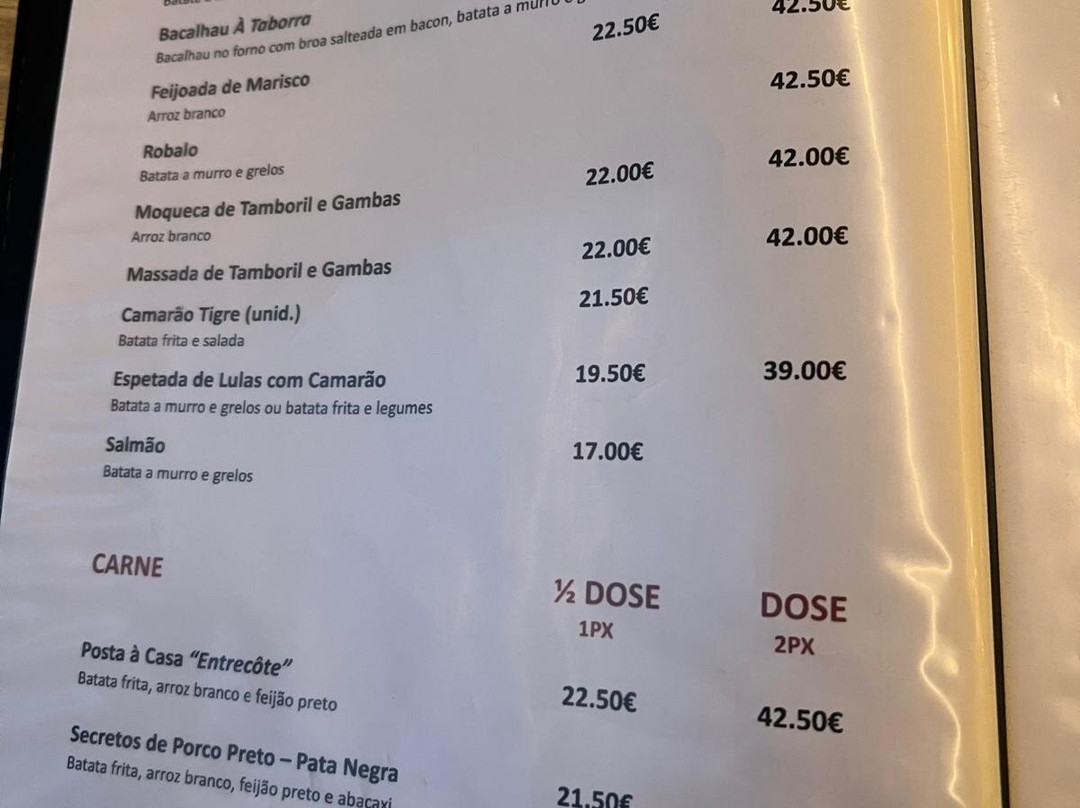 Bacalhau À Taborra
Bacalhau no forno com broa salteada em bacon, batata a murro e
Feijoada de Marisco 22.50€ 42.50€
Arroz branco
Robalo 42.50€
Batata a murro e grelos
Moqueca de Tamboril e Gambas 22.00€ 42.00€
Arroz branco
Massada de Tamboril e Gambas 22.00€ 42.00€
Camarão Tigre (unid.) 21.50€
Batata frita e salada
Espetada de Lulas com Camarão 19.50€ 39.00€
Batata a murro e grelos ou batata frita e legumes
Salmão 17.00€
Batata a murro e grelos
CARNE ½ DOSE DOSE
1PX 2PX
Posta à Casa “Entrecôte” 22.50€ 42.50€
Batata frita, arroz branco e feijão preto
Secretos de Porco Preto – Pata Negra 21.50€
Batata frita, arroz branco, feijão preto e abacaxi